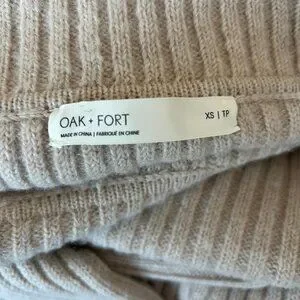 OAK + FORT
XS | TP
MADE IN CHINA | FABRIQUÉ EN CHINE